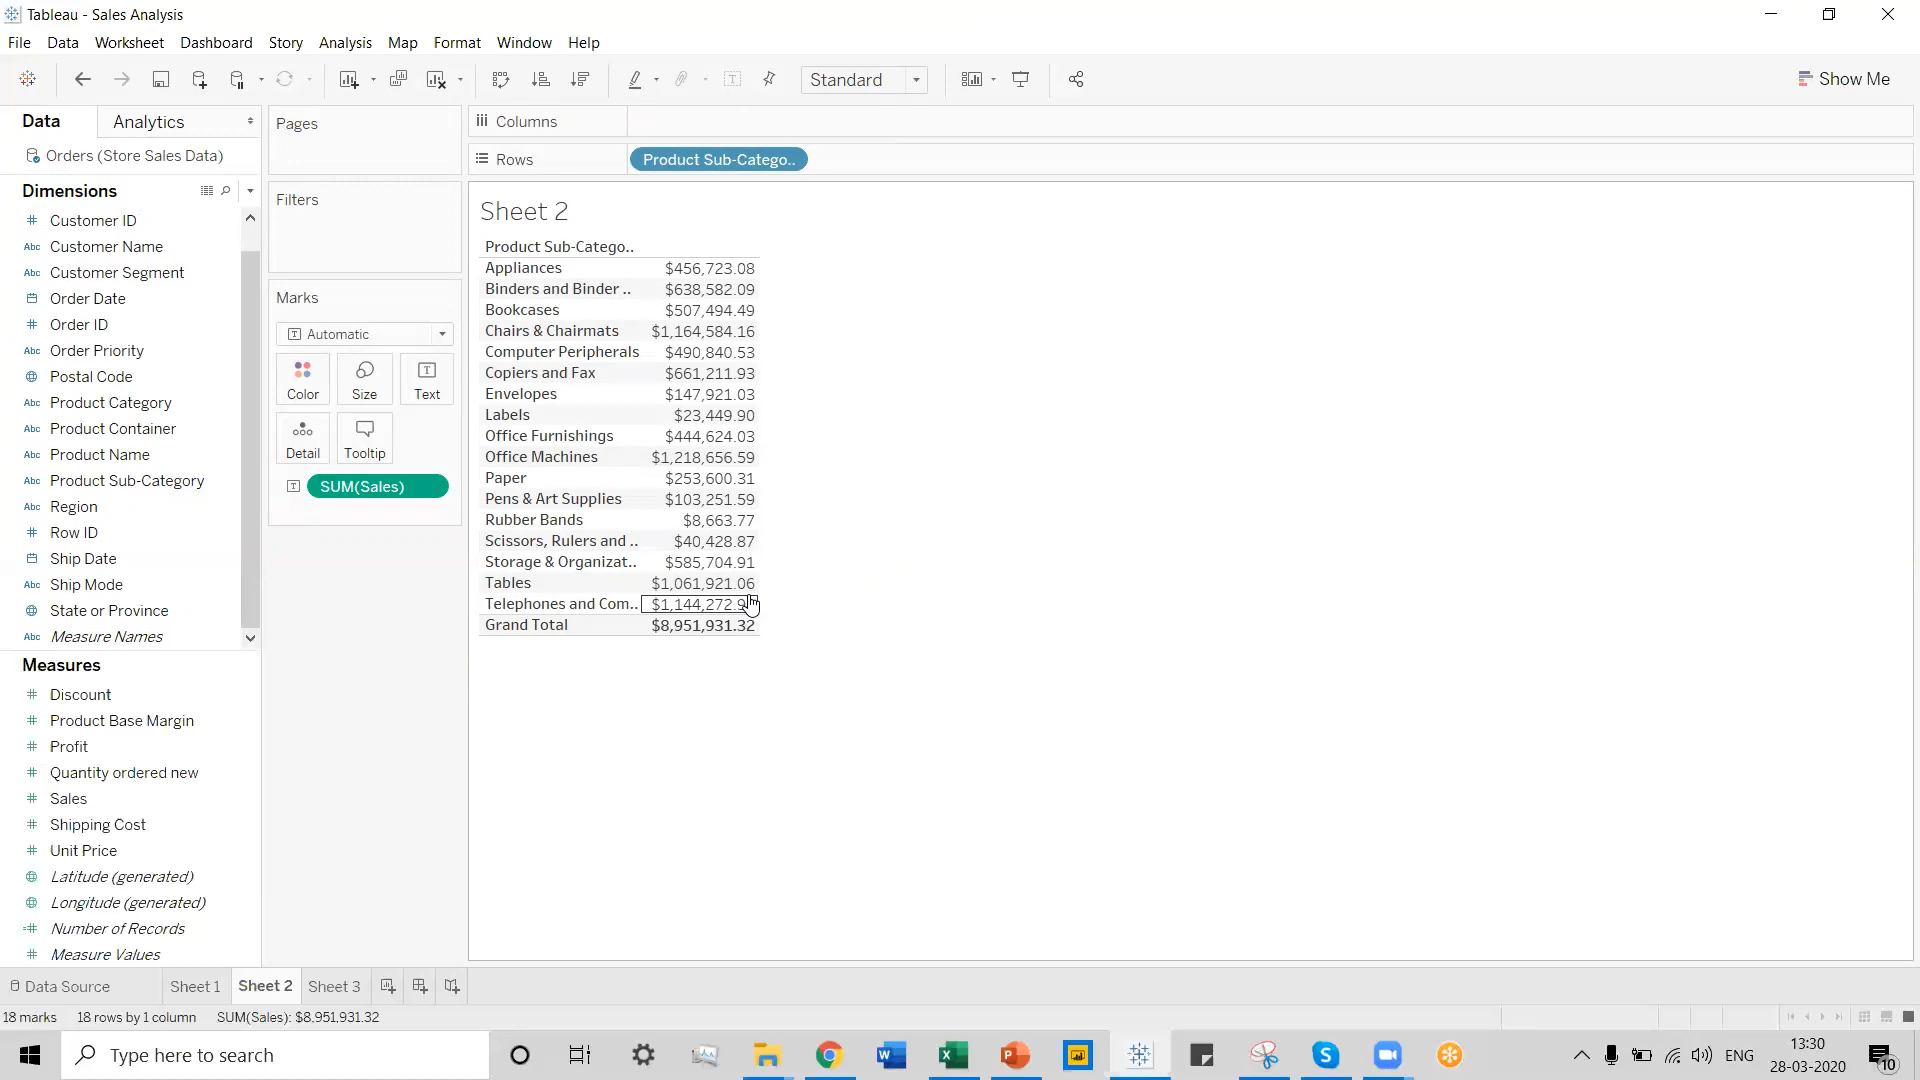 Tableau - Sales Analysis
File Data Worksheet Dashboard Story Analysis Map Format Window Help
Standard
Show Me
Data Analytics
Orders (Store Sales Data)
Dimensions
# Customer ID
Abc Customer Name
Abc Customer Segment
Order Date
# Order ID
Abc Order Priority
Postal Code
Abc Product Category
Abc Product Container
Abc Product Name
Abc Product Sub-Category
Abc Region
# Row ID
Ship Date
Abc Ship Mode
State or Province
Abc Measure Names
Measures
# Discount
# Product Base Margin
# Profit
# Quantity ordered new
# Sales
# Shipping Cost
# Unit Price
Latitude (generated)
Longitude (generated)
=# Number of Records
# Measure Values
Pages
Filters
Marks
T Automatic
Color Size Text
Detail Tooltip
SUM(Sales)
Columns
Rows Product Sub-Catego..
Sheet 2
Product Sub-Catego..
Appliances $456,723.08
Binders and Binder .. $638,582.09
Bookcases $507,494.49
Chairs & Chairmats $1,164,584.16
Computer Peripherals $490,840.53
Copiers and Fax $661,211.93
Envelopes $147,921.03
Labels $23,449.90
Office Furnishings $444,624.03
Office Machines $1,218,656.59
Paper $253,600.31
Pens & Art Supplies $103,251.59
Rubber Bands $8,663.77
Scissors, Rulers and .. $40,428.87
Storage & Organizat.. $585,704.91
Tables $1,061,921.06
Telephones and Com..
Grand Total $8,951,931.32
Data Source Sheet 1 Sheet 2 Sheet 3
18 marks 18 rows by 1 column SUM(Sales): $8,951,931.32
Type here to search
ENG
13:30
28-03-2020
10